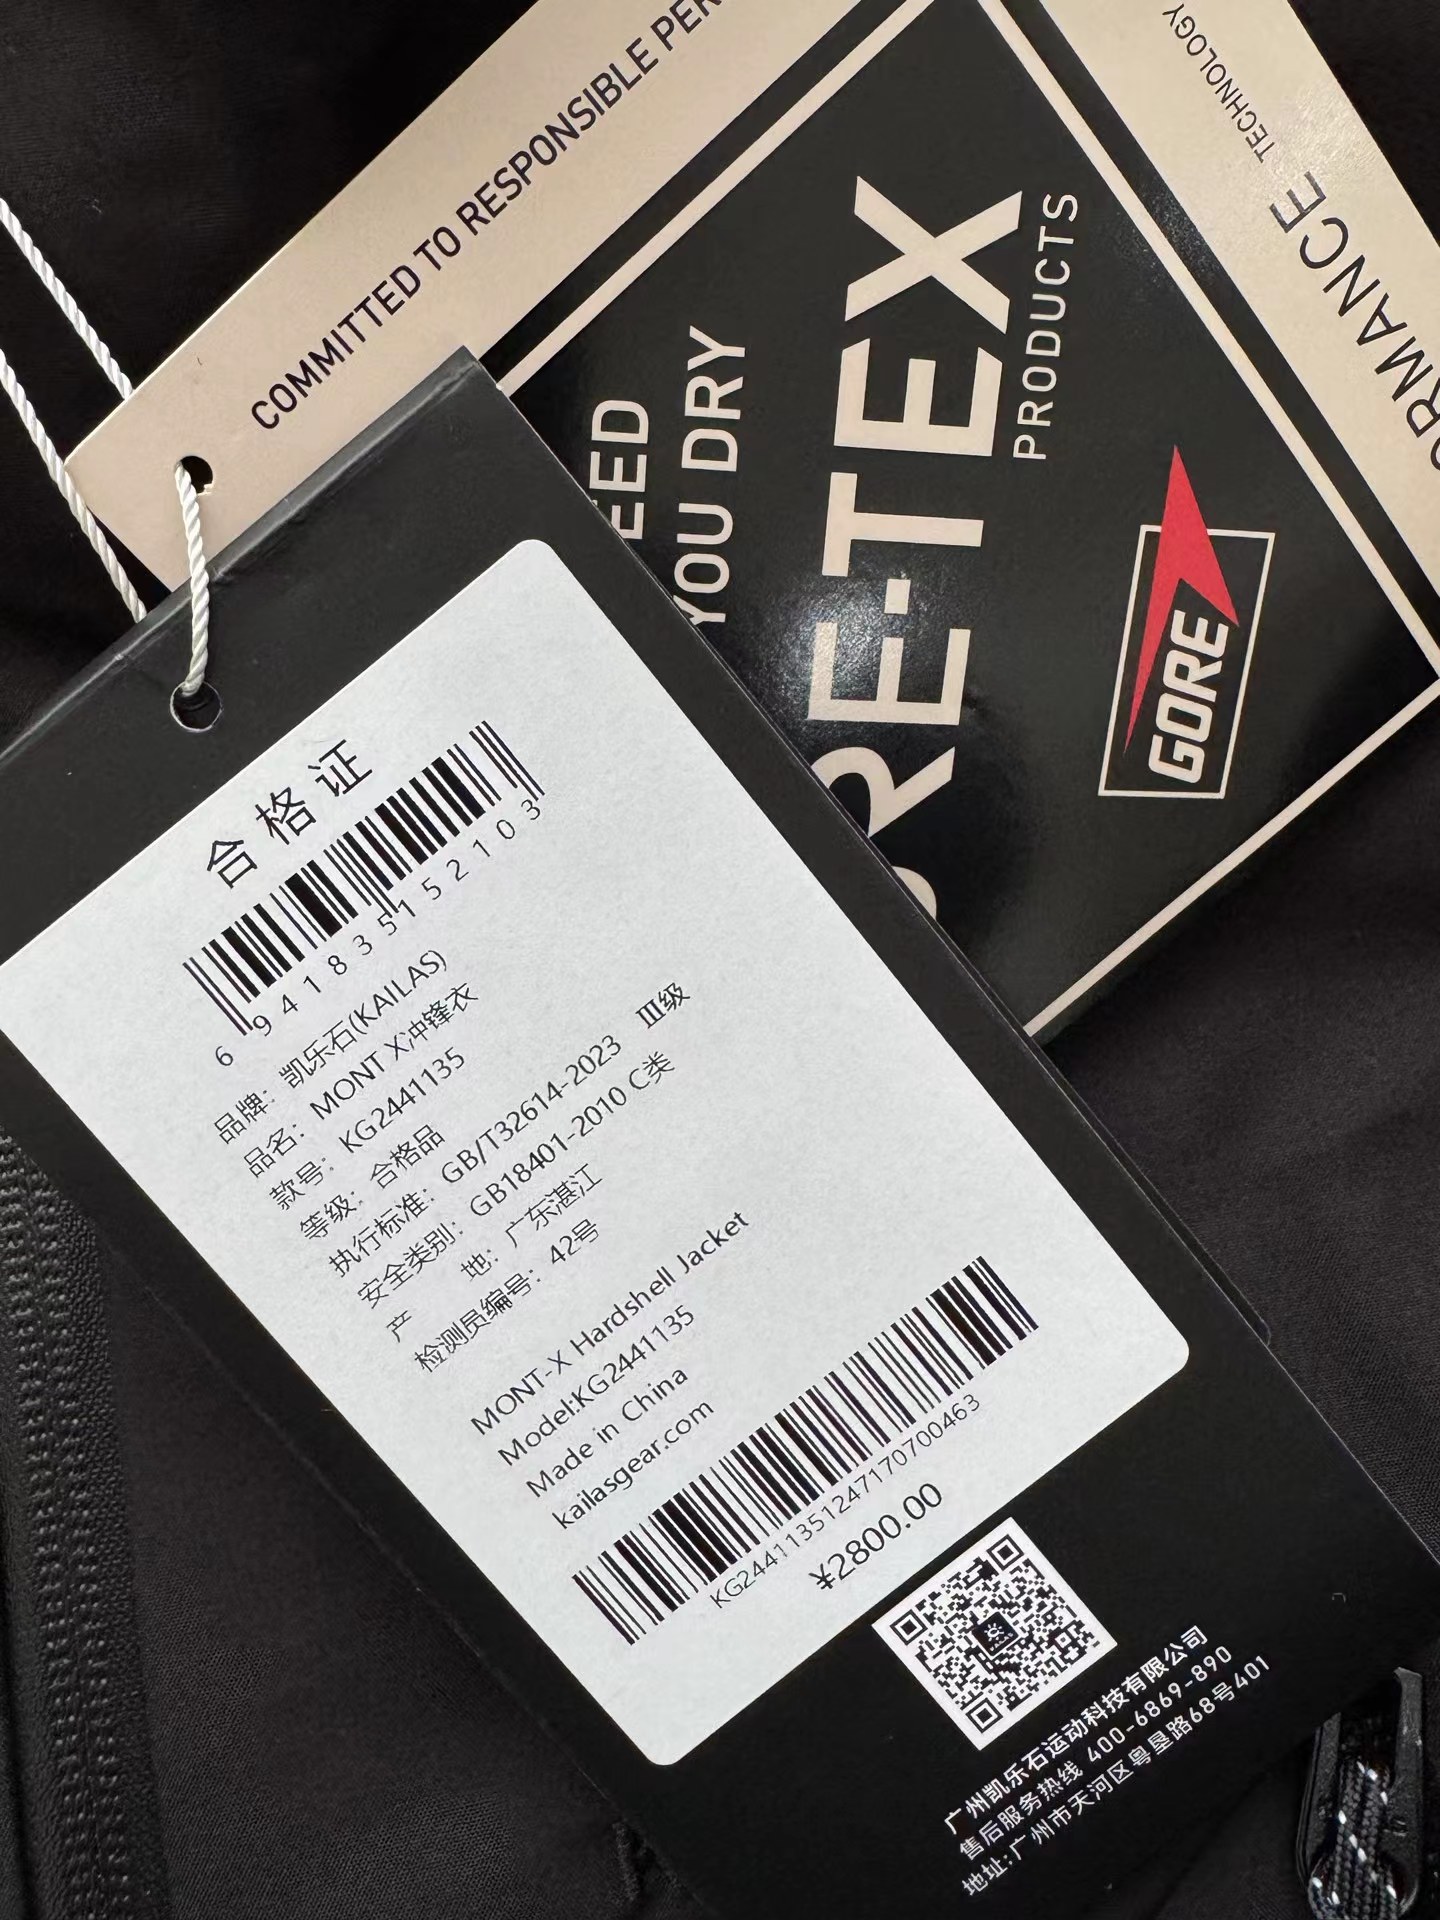 COMMITTED TO RESPONSIBLE PER
TECHNOLOGY
ORMANCE
EED
YOU DRY
RE-TEX
PRODUCTS
GORE
合格证
6 941835 152103
品牌：凯乐石(KAILAS)
品名：MONT X冲锋衣
款号：KG2441135
等级：合格品
执行标准：GB/T32614-2023 Ⅲ级
安全类别：GB18401-2010 C类
产 地：广东湛江
检测员编号：42号
MONT-X Hardshell Jacket
Model:KG2441135
Made in China
kailasgear.com
KG24411351247170700463
¥2800.00
广州凯乐石运动科技有限公司
售后服务热线 400-6869-890
地址:广州市天河区粤垦路68号401